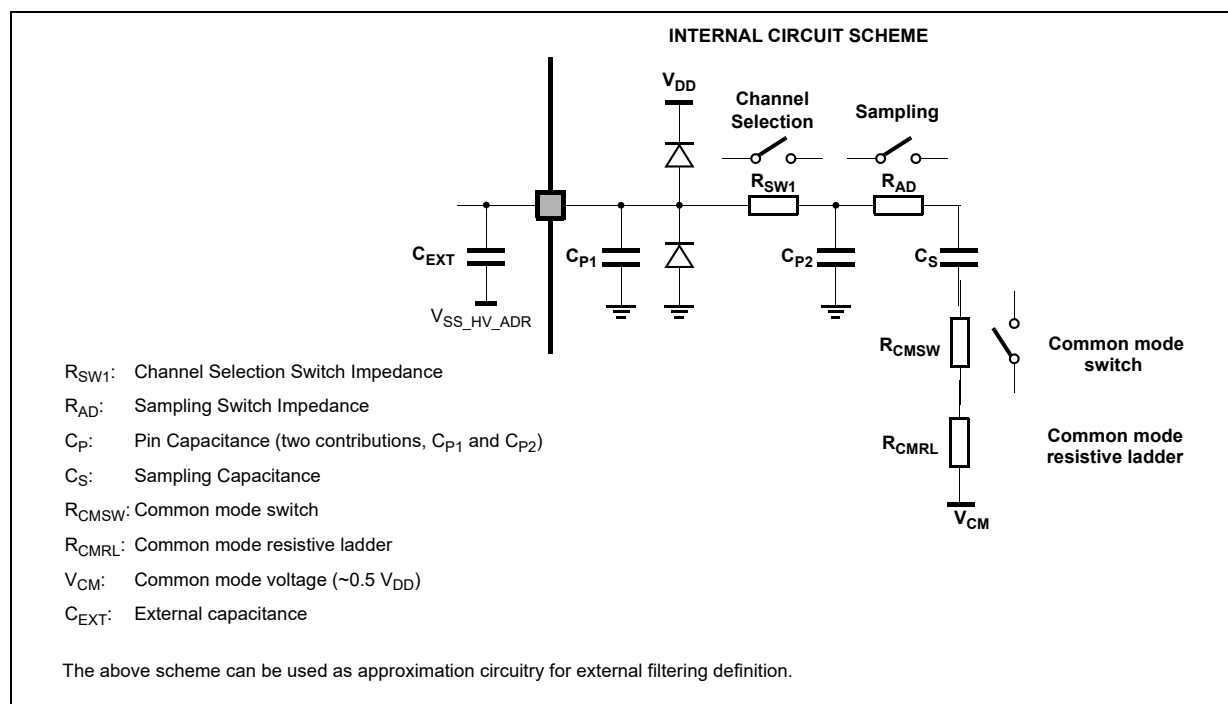 INTERNAL CIRCUIT SCHEME
VDD
Channel
Selection
Sampling
RSW1
RAD
CEXT
CP1
CP2
CS
VSS_HV_ADR
RCMSW
Common mode
switch
RCMRL
Common mode
resistive ladder
VCM
RSW1: Channel Selection Switch Impedance
RAD: Sampling Switch Impedance
CP: Pin Capacitance (two contributions, CP1 and CP2)
CS: Sampling Capacitance
RCMSW: Common mode switch
RCMRL: Common mode resistive ladder
VCM: Common mode voltage (~0.5 VDD)
CEXT: External capacitance
The above scheme can be used as approximation circuitry for external filtering definition.